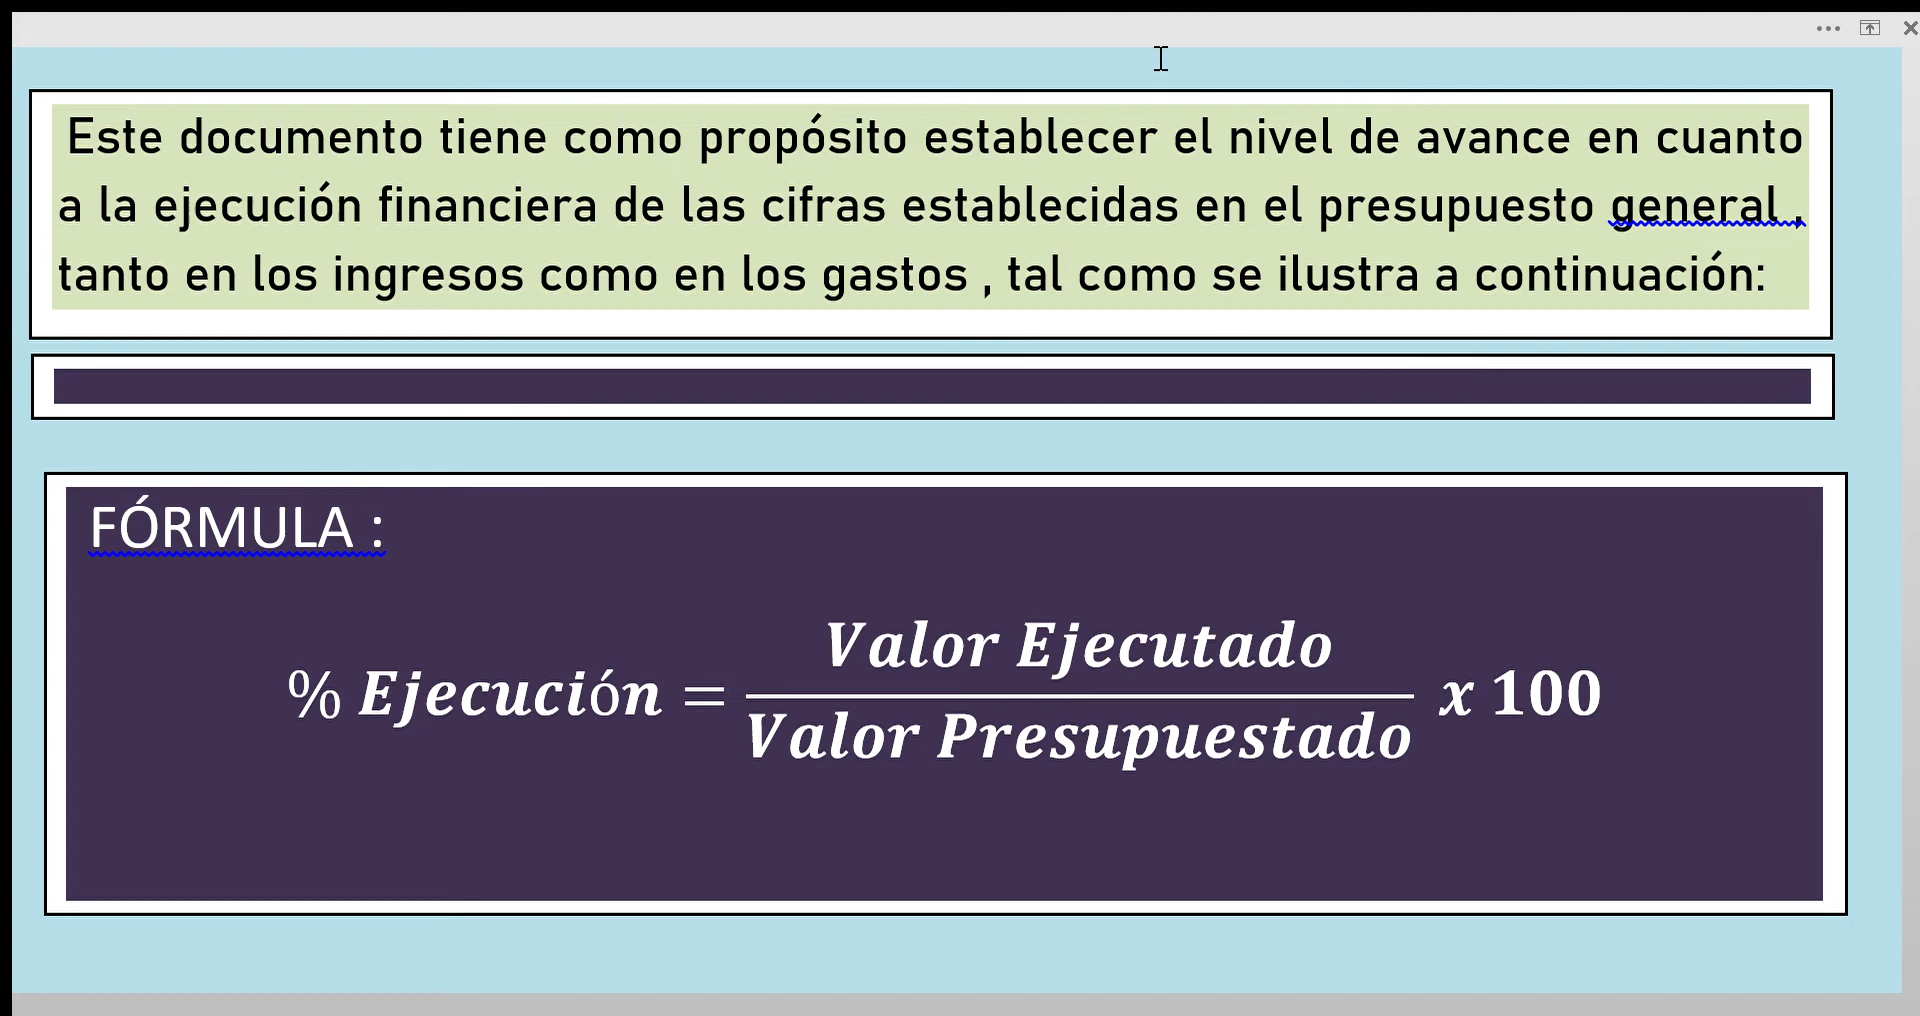 Este documento tiene como propósito establecer el nivel de avance en cuanto
a la ejecución financiera de las cifras establecidas en el presupuesto general ,
tanto en los ingresos como en los gastos , tal como se ilustra a continuación:
FÓRMULA :
% Ejecución = Valor Ejecutado / Valor Presupuestado x 100